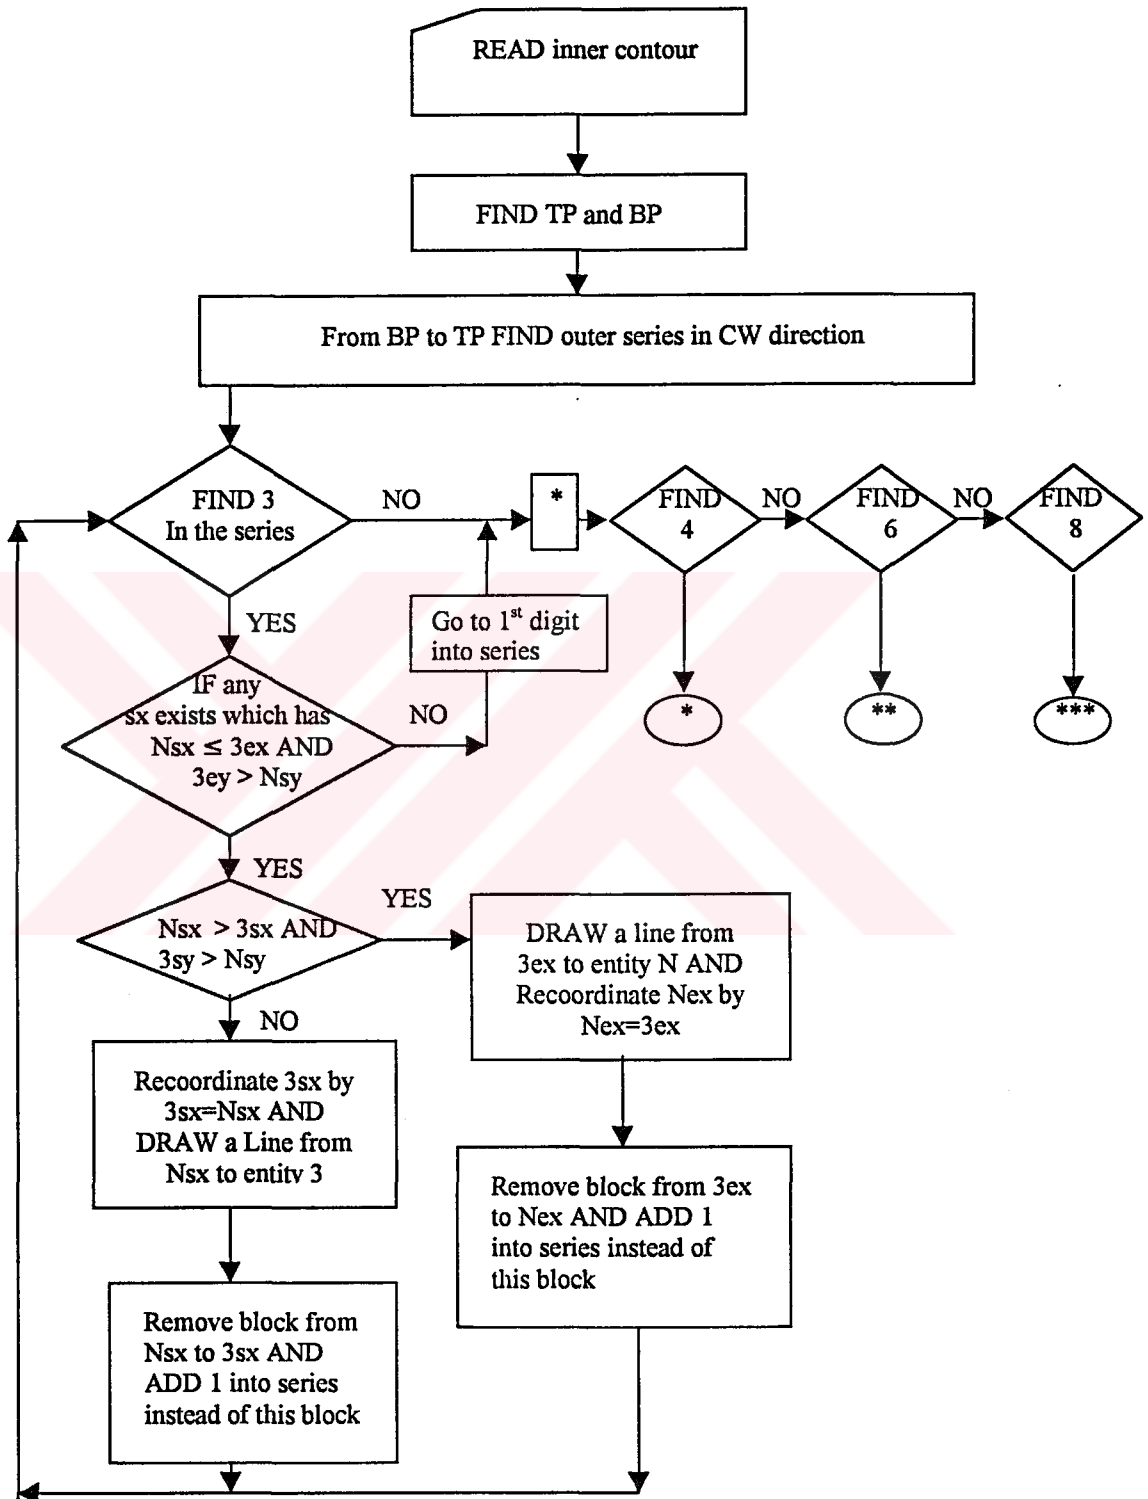 READ inner contour
FIND TP and BP
From BP to TP FIND outer series in CW direction
FIND 3
In the series
NO
*
FIND
4
NO
FIND
6
NO
FIND
8
YES
Go to 1st digit
into series
IF any
sx exists which has
Nsx ≤ 3ex AND
3ey > Nsy
NO
*
**
***
YES
Nsx > 3sx AND
3sy > Nsy
YES
DRAW a line from
3ex to entity N AND
Recoordinate Nex by
Nex=3ex
NO
Recoordinate 3sx by
3sx=Nsx AND
DRAW a Line from
Nsx to entity 3
Remove block from 3ex
to Nex AND ADD 1
into series instead of
this block
Remove block from
Nsx to 3sx AND
ADD 1 into series
instead of this block